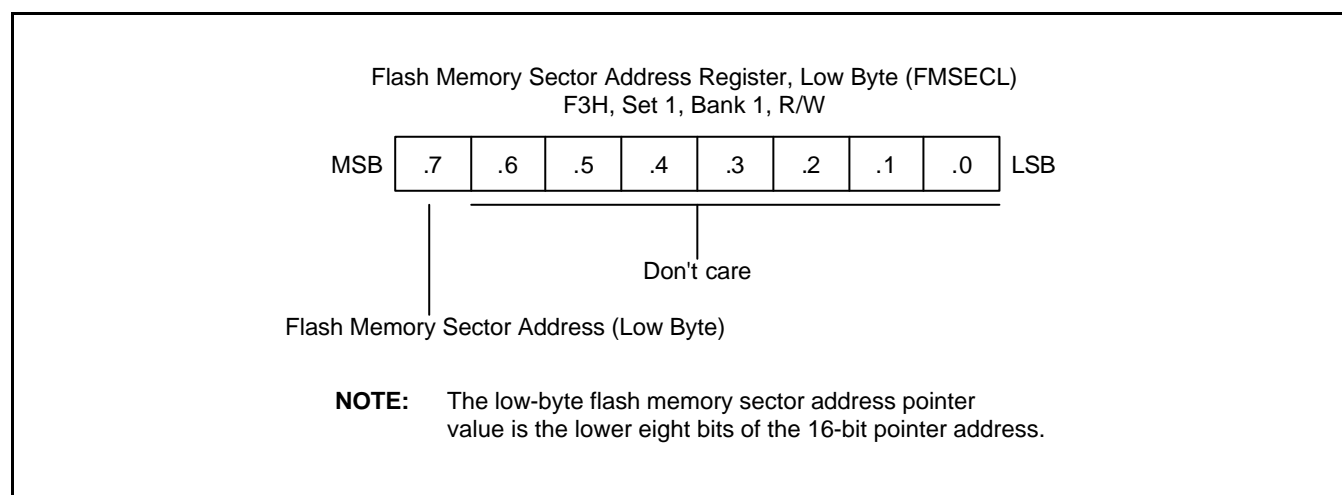 Flash Memory Sector Address Register, Low Byte (FMSECL)
F3H, Set 1, Bank 1, R/W
MSB .7 .6 .5 .4 .3 .2 .1 .0 LSB
Don't care
Flash Memory Sector Address (Low Byte)
NOTE: The low-byte flash memory sector address pointer
value is the lower eight bits of the 16-bit pointer address.